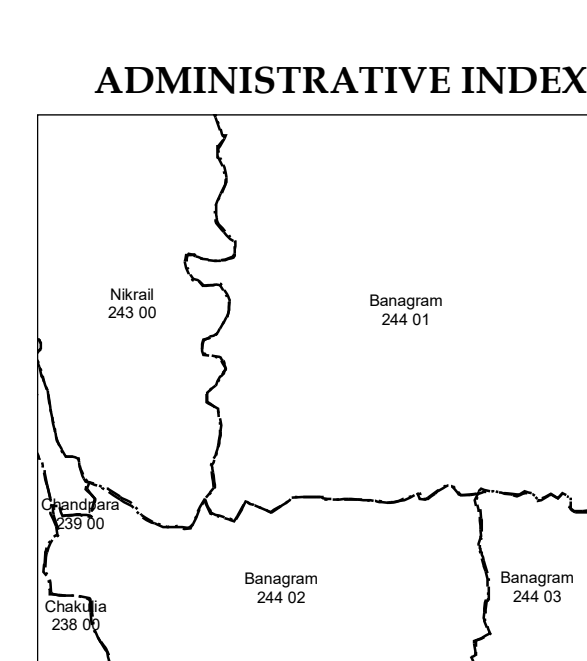 ADMINISTRATIVE INDEX
Nikrail
243 00
Banagram
244 01
Chandpara
239 00
Banagram
244 02
Banagram
244 03
Chakulia
238 00